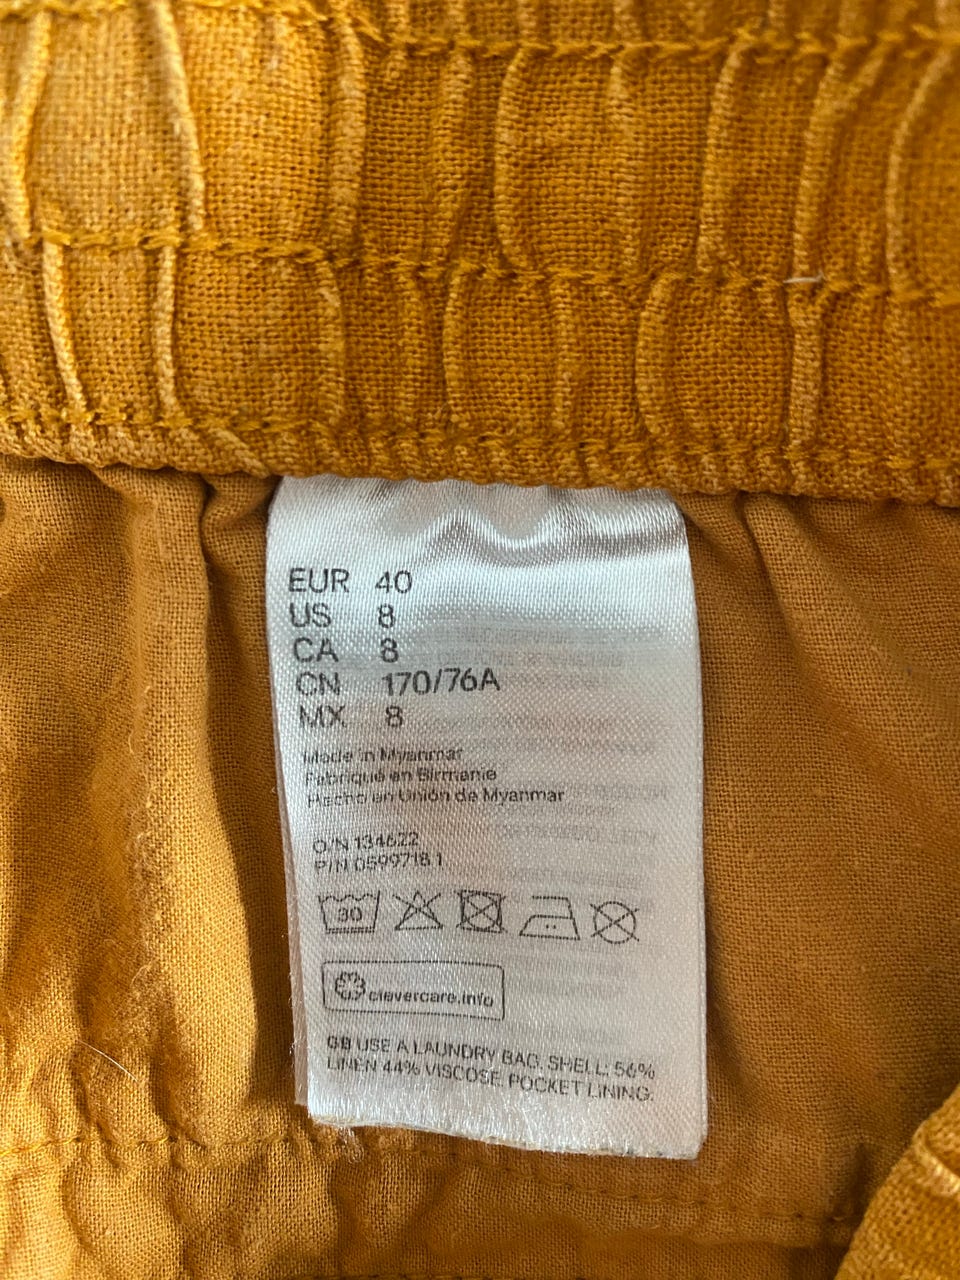 EUR 40
US 8
CA 8
CN 170/76A
MX 8
Made in Myanmar
Fabriqué en Birmanie
Hecho en Unión de Myanmar
O/N 134622
P/N 0599718.1
30
clevercare.info
GB USE A LAUNDRY BAG. SHELL: 56%
LINEN 44% VISCOSE. POCKET LINING: